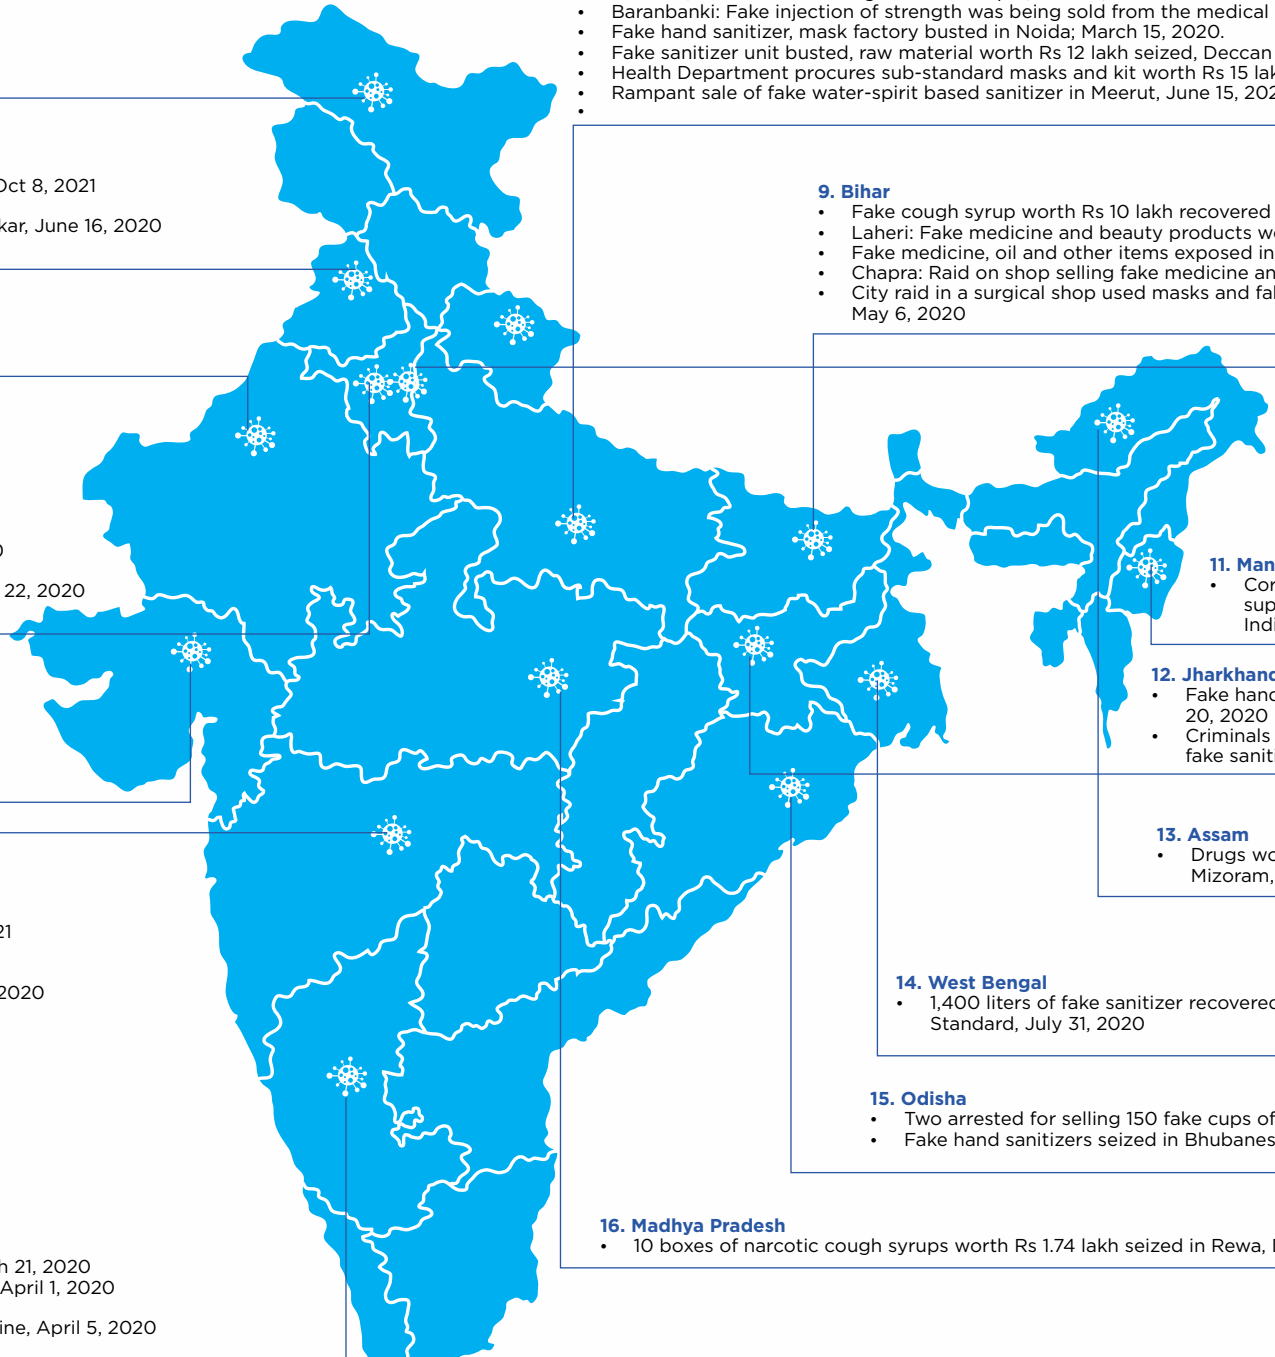 • Baranbanki: Fake injection of strength was being sold from the medical
• Fake hand sanitizer, mask factory busted in Noida; March 15, 2020.
• Fake sanitizer unit busted, raw material worth Rs 12 lakh seized, Deccan
• Health Department procures sub-standard masks and kit worth Rs 15
• Rampant sale of fake water-spirit based sanitizer in Meerut, June 15,
•
Oct 8, 2021
June 16, 2020
9. Bihar
• Fake cough syrup worth Rs 10 lakh recovered
• Laheri: Fake medicine and beauty products
• Fake medicine, oil and other items exposed in
• Chapra: Raid on shop selling fake medicine
• City raid in a surgical shop used masks and
May 6, 2020
22, 2020
11.
•
12. Jharkhand
• Fake
20, 2020
• Criminals
fake
13. Assam
• Drugs
Mizoram,
2020
14. West Bengal
• 1,400 liters of fake sanitizer recovered
Standard, July 31, 2020
15. Odisha
• Two arrested for selling 150 fake cups of
• Fake hand sanitizers seized in
16. Madhya Pradesh
• 10 boxes of narcotic cough syrups worth Rs 1.74 lakh seized in Rewa,
21, 2020
April 1, 2020
April 5, 2020